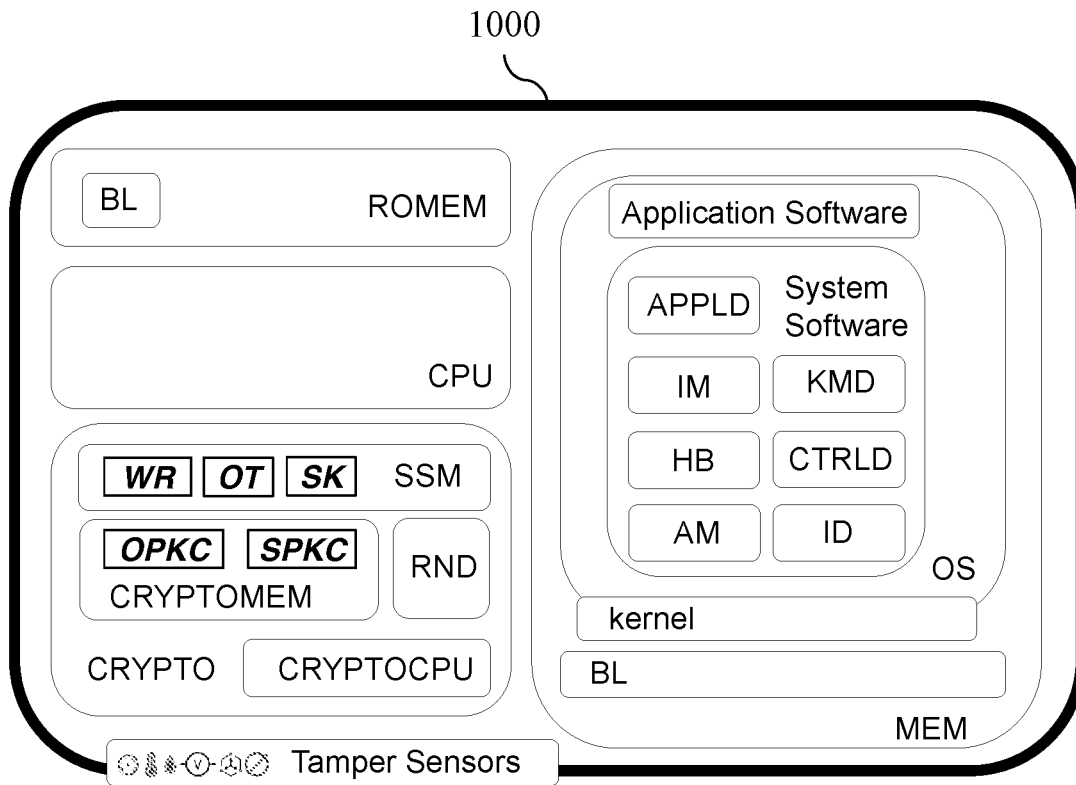 1000
BL
ROMEM
CPU
WR OT SK SSM
OPKC SPKC
CRYPTOMEM
RND
CRYPTO
CRYPTOCPU
V
Tamper Sensors
Application Software
APPLD
System
Software
IM
KMD
HB
CTRLD
AM
ID
OS
kernel
BL
MEM